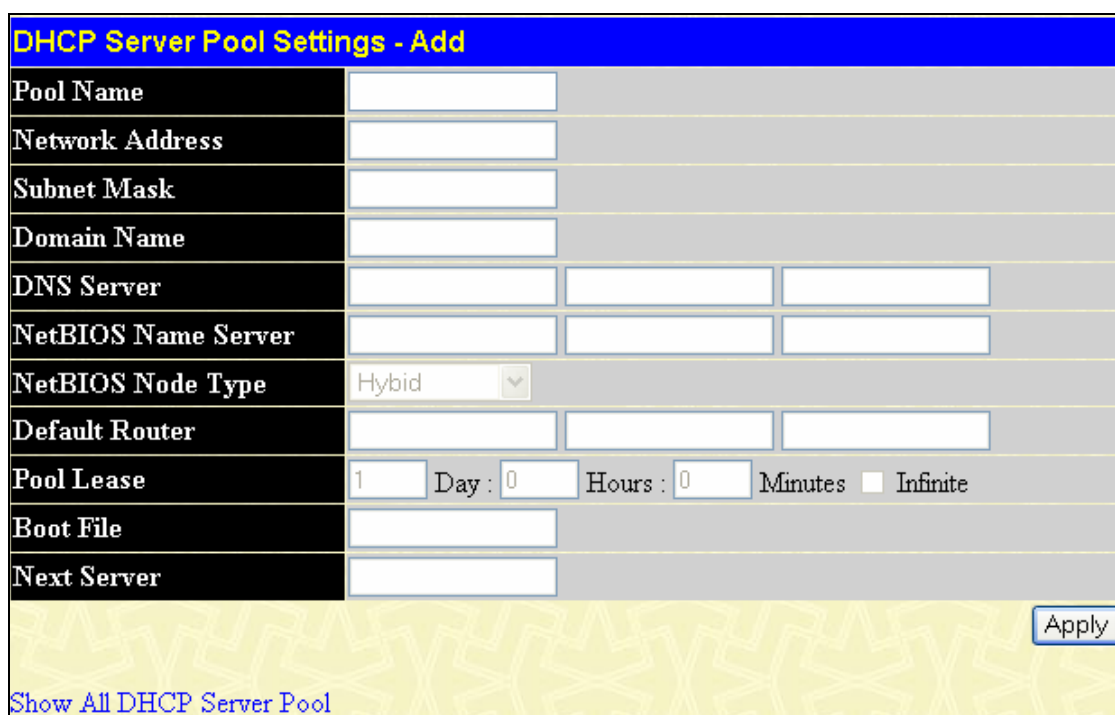 DHCP Server Pool Settings - Add
Pool Name
Network Address
Subnet Mask
Domain Name
DNS Server
NetBIOS Name Server
NetBIOS Node Type Hybid
Default Router
Pool Lease 1 Day : 0 Hours : 0 Minutes Infinite
Boot File
Next Server
Apply
Show All DHCP Server Pool